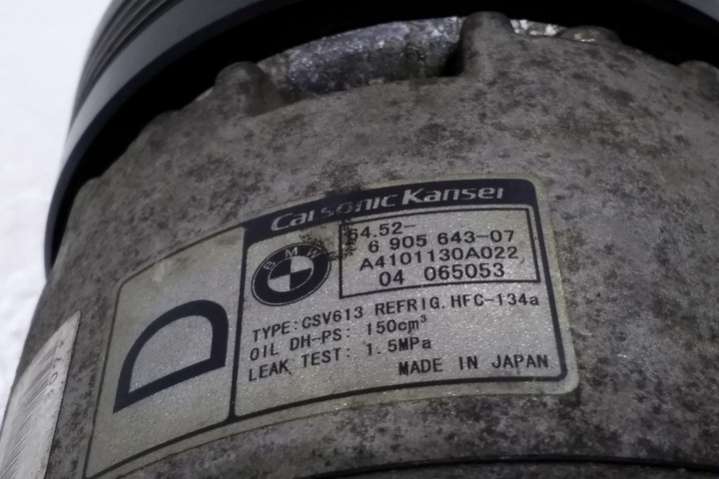 Calsonic Kansei
BMW
64.52-
6 905 643-07
A4101130A022
04 065053
D
TYPE:CSV613 REFRIG.HFC-134a
OIL DH-PS: 150cm³
LEAK TEST: 1.5MPa
MADE IN JAPAN